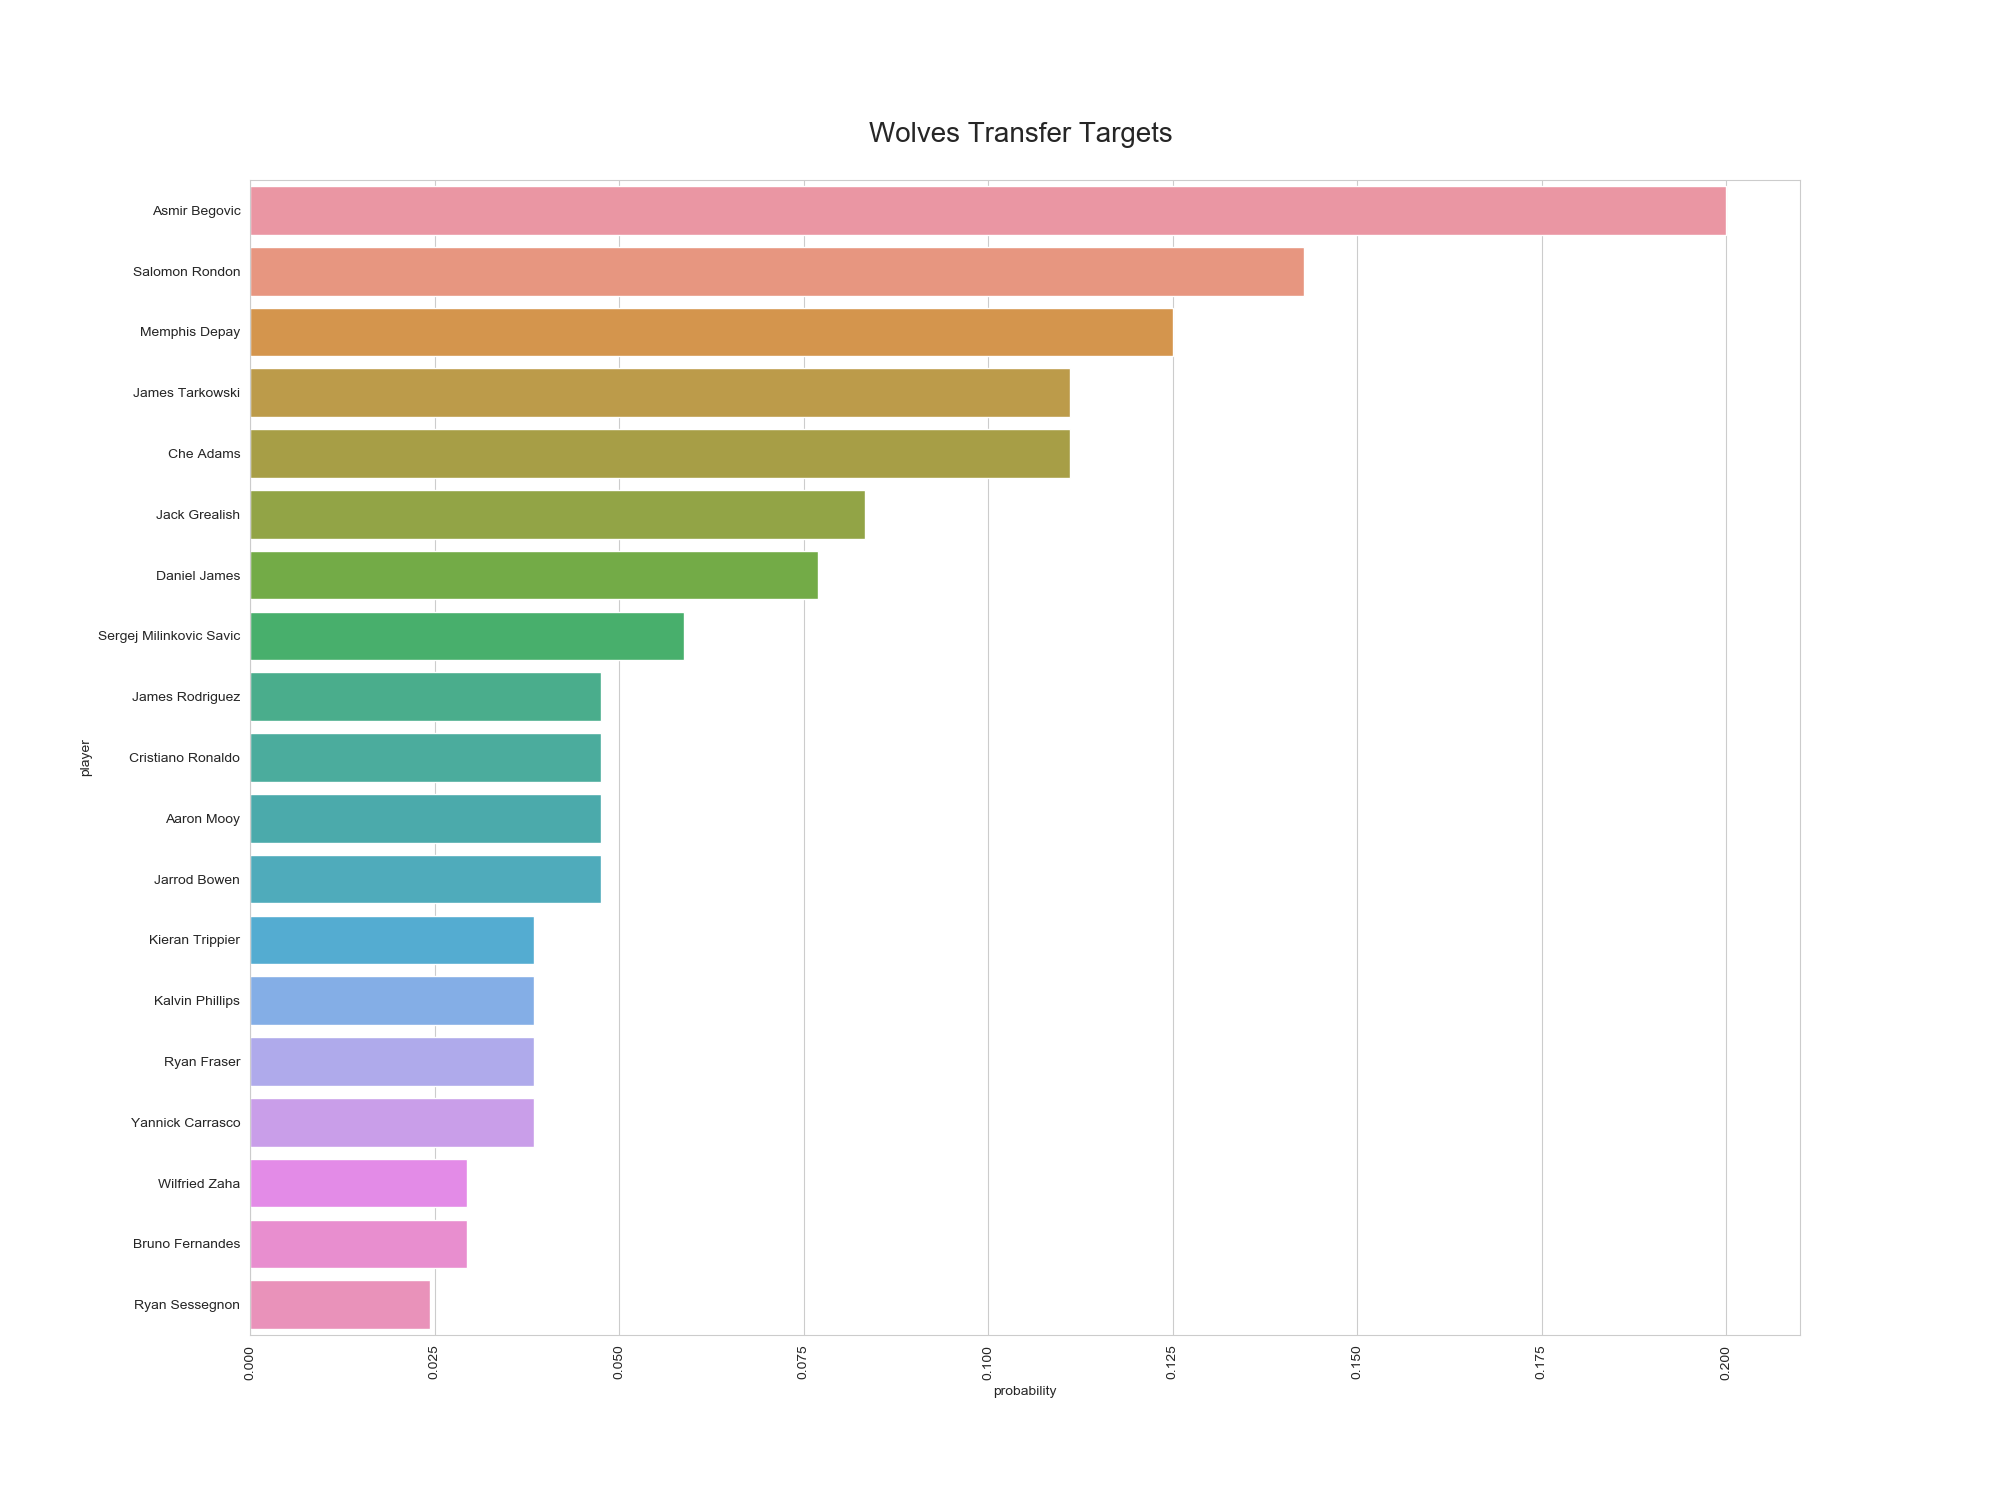 Wolves Transfer Targets
Asmir Begovic
Salomon Rondon
Memphis Depay
James Tarkowski
Che Adams
Jack Grealish
Daniel James
Sergej Milinkovic Savic
James Rodriguez
Cristiano Ronaldo
Aaron Mooy
Jarrod Bowen
Kieran Trippier
Kalvin Phillips
Ryan Fraser
Yannick Carrasco
Wilfried Zaha
Bruno Fernandes
Ryan Sessegnon
player
0.000
0.025
0.050
0.075
0.100
0.125
0.150
0.175
0.200
probability